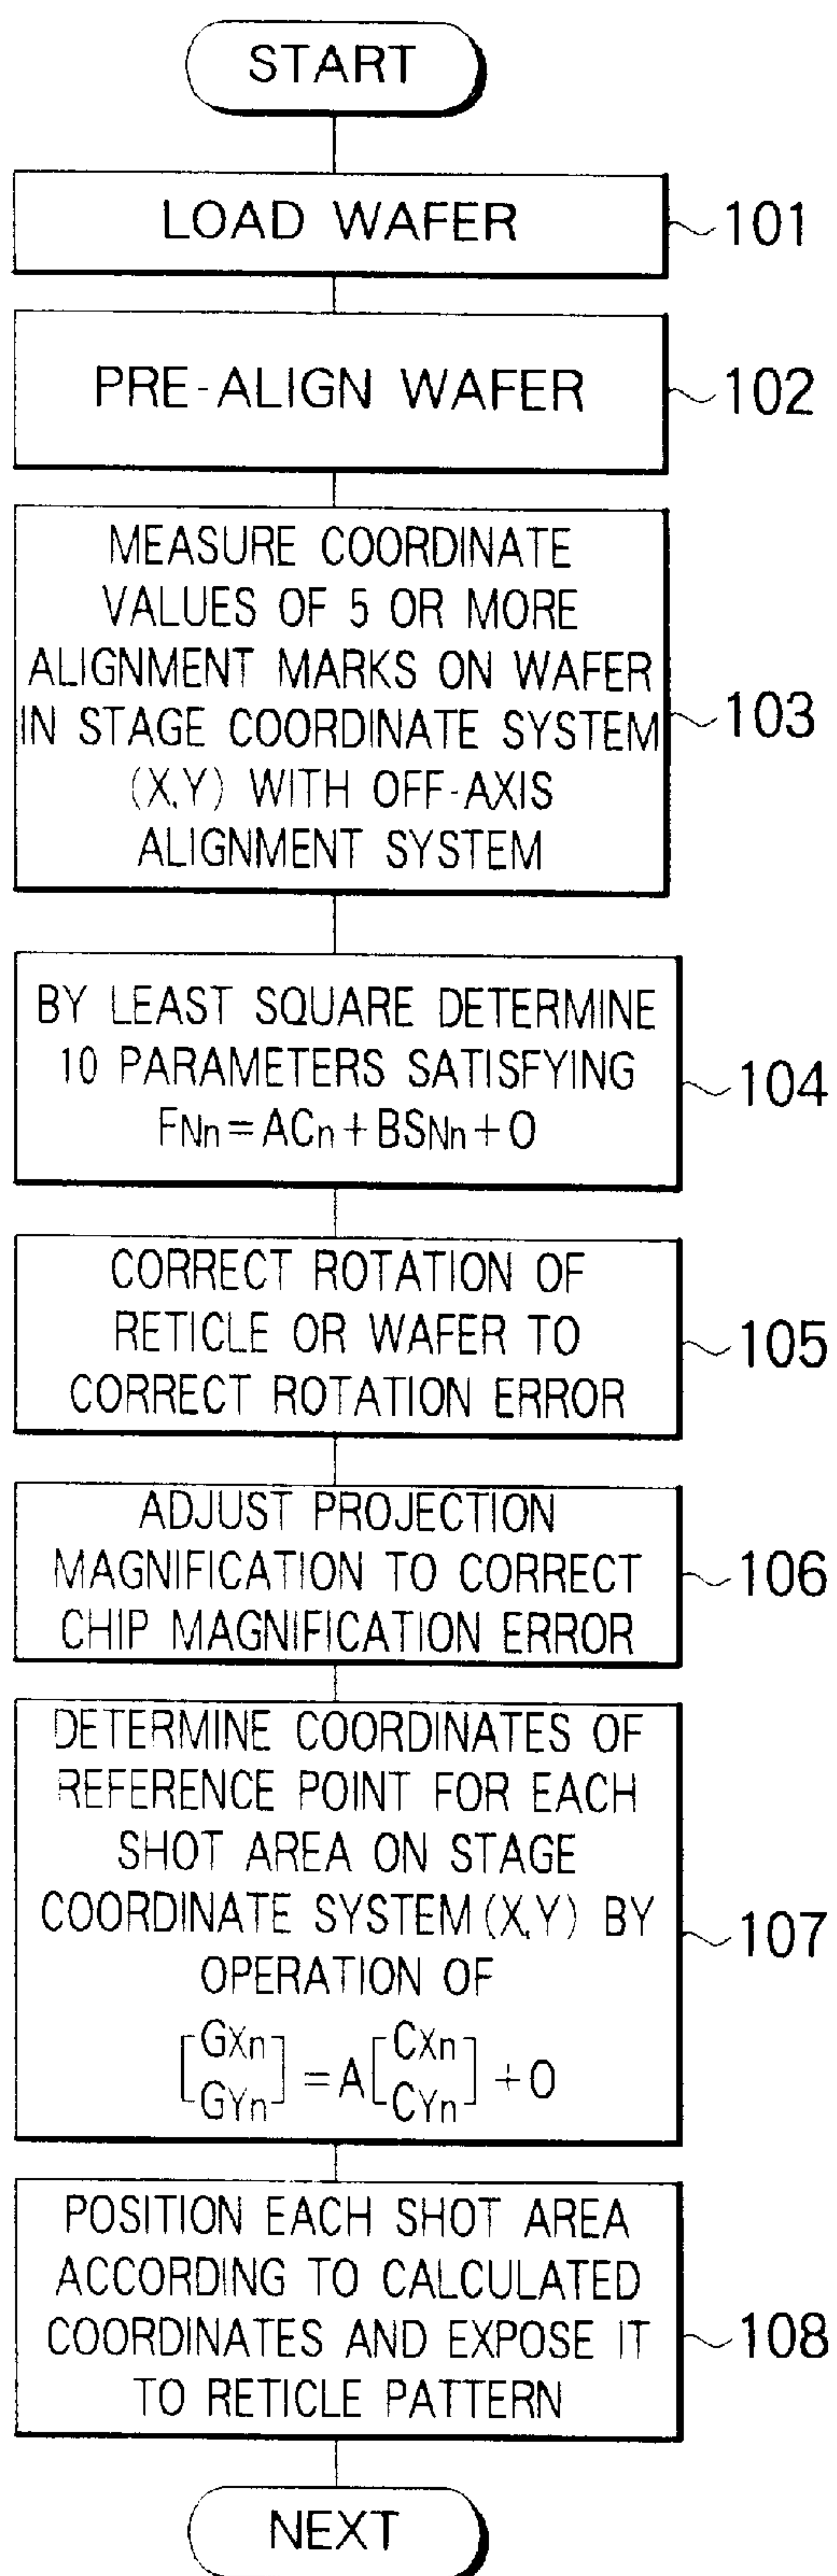 START
LOAD WAFER
101
PRE-ALIGN WAFER
102
MEASURE COORDINATE
VALUES OF 5 OR MORE
ALIGNMENT MARKS ON WAFER
IN STAGE COORDINATE SYSTEM
(X,Y) WITH OFF-AXIS
ALIGNMENT SYSTEM
103
BY LEAST SQUARE DETERMINE
10 PARAMETERS SATISFYING
FNn=ACn+BSNn+O
104
CORRECT ROTATION OF
RETICLE OR WAFER TO
CORRECT ROTATION ERROR
105
ADJUST PROJECTION
MAGNIFICATION TO CORRECT
CHIP MAGNIFICATION ERROR
106
DETERMINE COORDINATES OF
REFERENCE POINT FOR EACH
SHOT AREA ON STAGE
COORDINATE SYSTEM (X,Y) BY
OPERATION OF
[GXn GYn] = A [CXn CYn] + O
107
POSITION EACH SHOT AREA
ACCORDING TO CALCULATED
COORDINATES AND EXPOSE IT
TO RETICLE PATTERN
108
NEXT